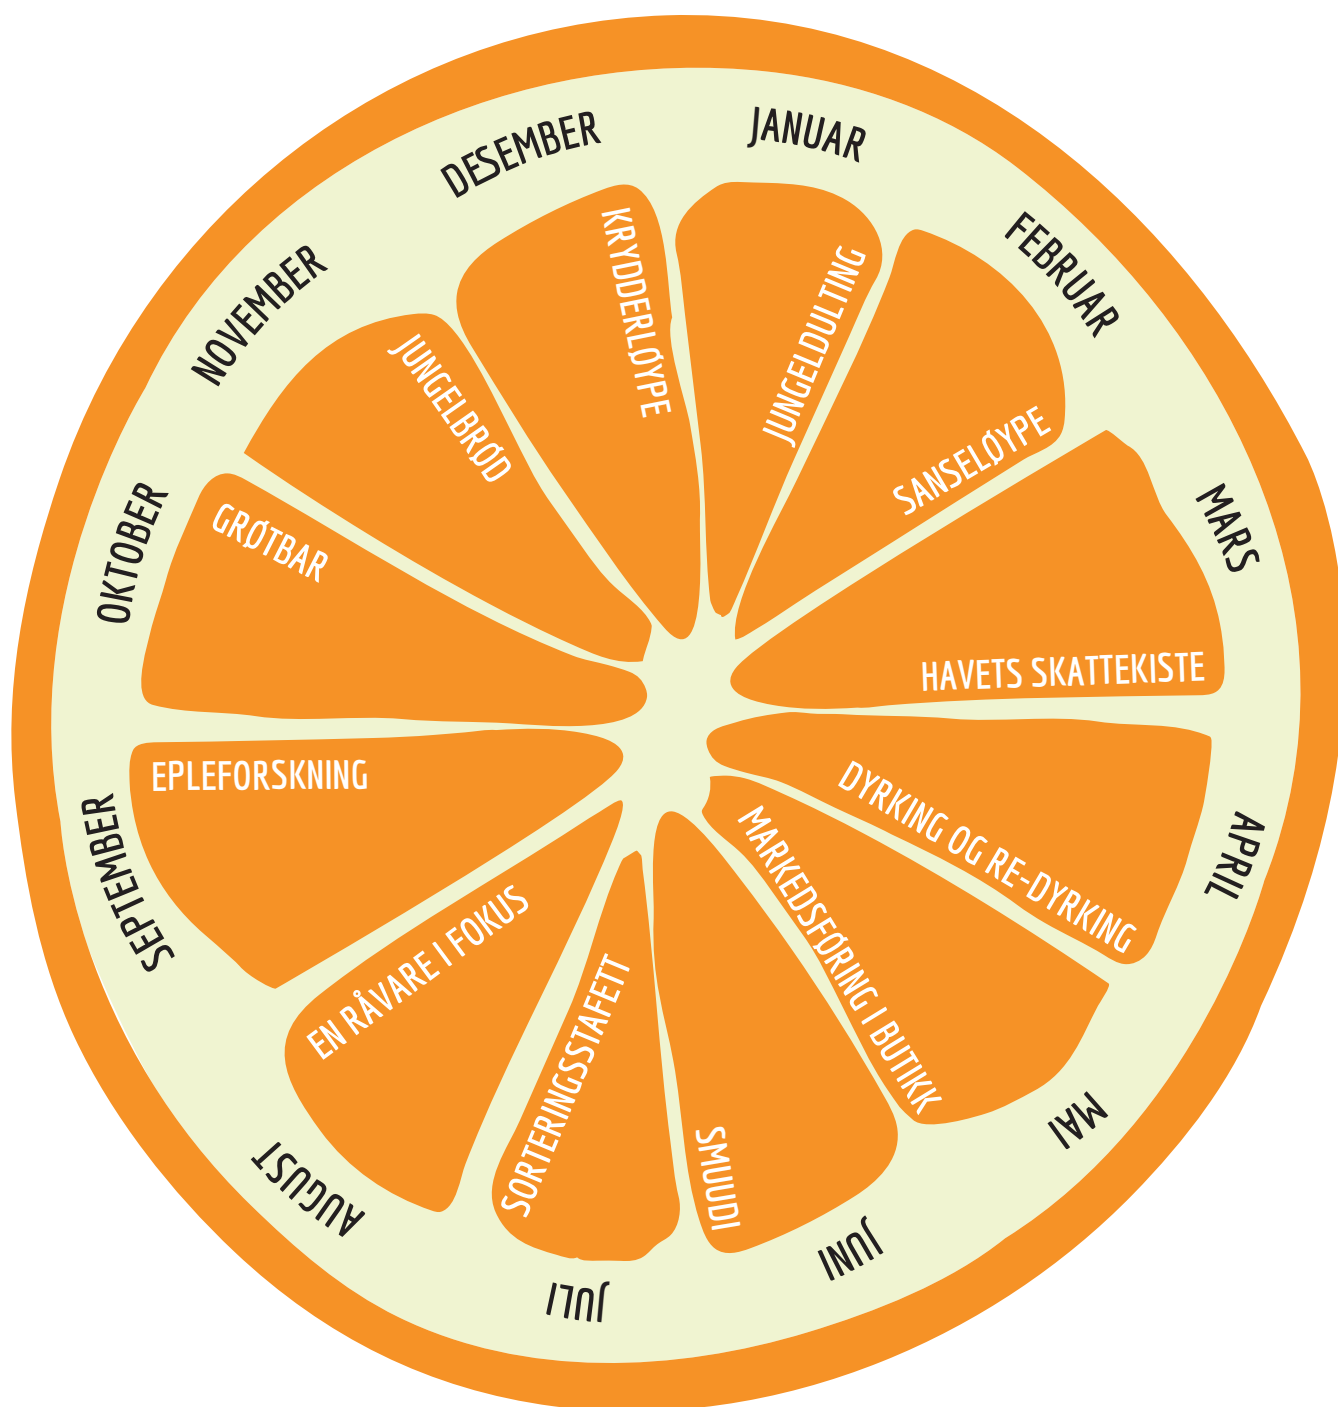 JANUAR
JUNGELDULTING
FEBRUAR
SANSELØYPE
MARS
HAVETS SKATTEKISTE
APRIL
DYRKING OG RE-DYRKING
MAI
MARKEDSFØRING I BUTIKK
JUNI
SMUUDI
JULI
SORTERINGSSTAFETT
AUGUST
EN RÅVARE I FOKUS
SEPTEMBER
EPLEFORSKNING
OKTOBER
GRØTBAR
NOVEMBER
JUNGELBRØD
DESEMBER
KRYDDERLØYPE